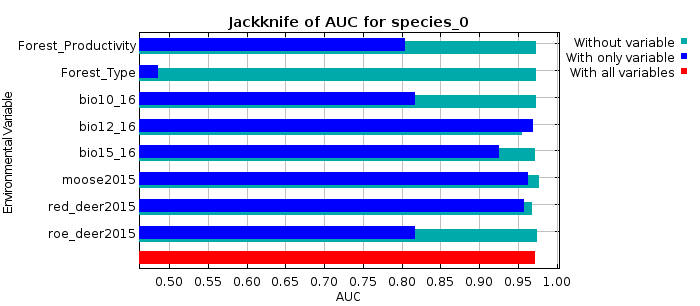 Jackknife of AUC for species_0
Without variable
With only variable
With all variables
Environmental Variable
Forest_Productivity
Forest_Type
bio10_16
bio12_16
bio15_16
moose2015
red_deer2015
roe_deer2015
0.50 0.55 0.60 0.65 0.70 0.75 0.80 0.85 0.90 0.95 1.00
AUC